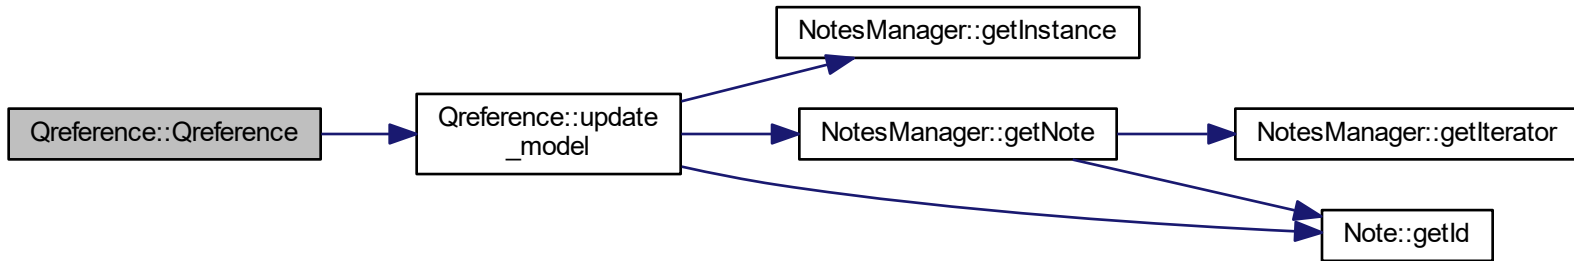 NotesManager::getInstance
Qreference::Qreference
Qreference::update
_model
NotesManager::getNote
NotesManager::getIterator
Note::getId